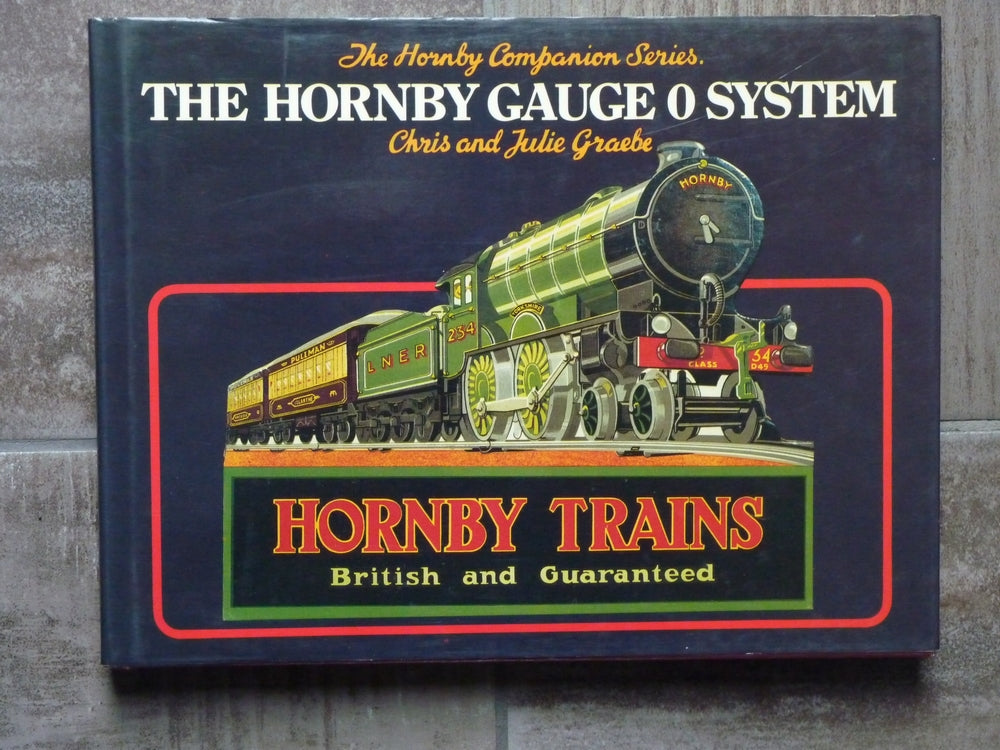 The Hornby Companion Series.
THE HORNBY GAUGE 0 SYSTEM
Chris and Julie Graebe
HORNBY
YORKSHIRE
234
LNER
PULLMAN
CLASS
D49
HORNBY TRAINS
British and Guaranteed